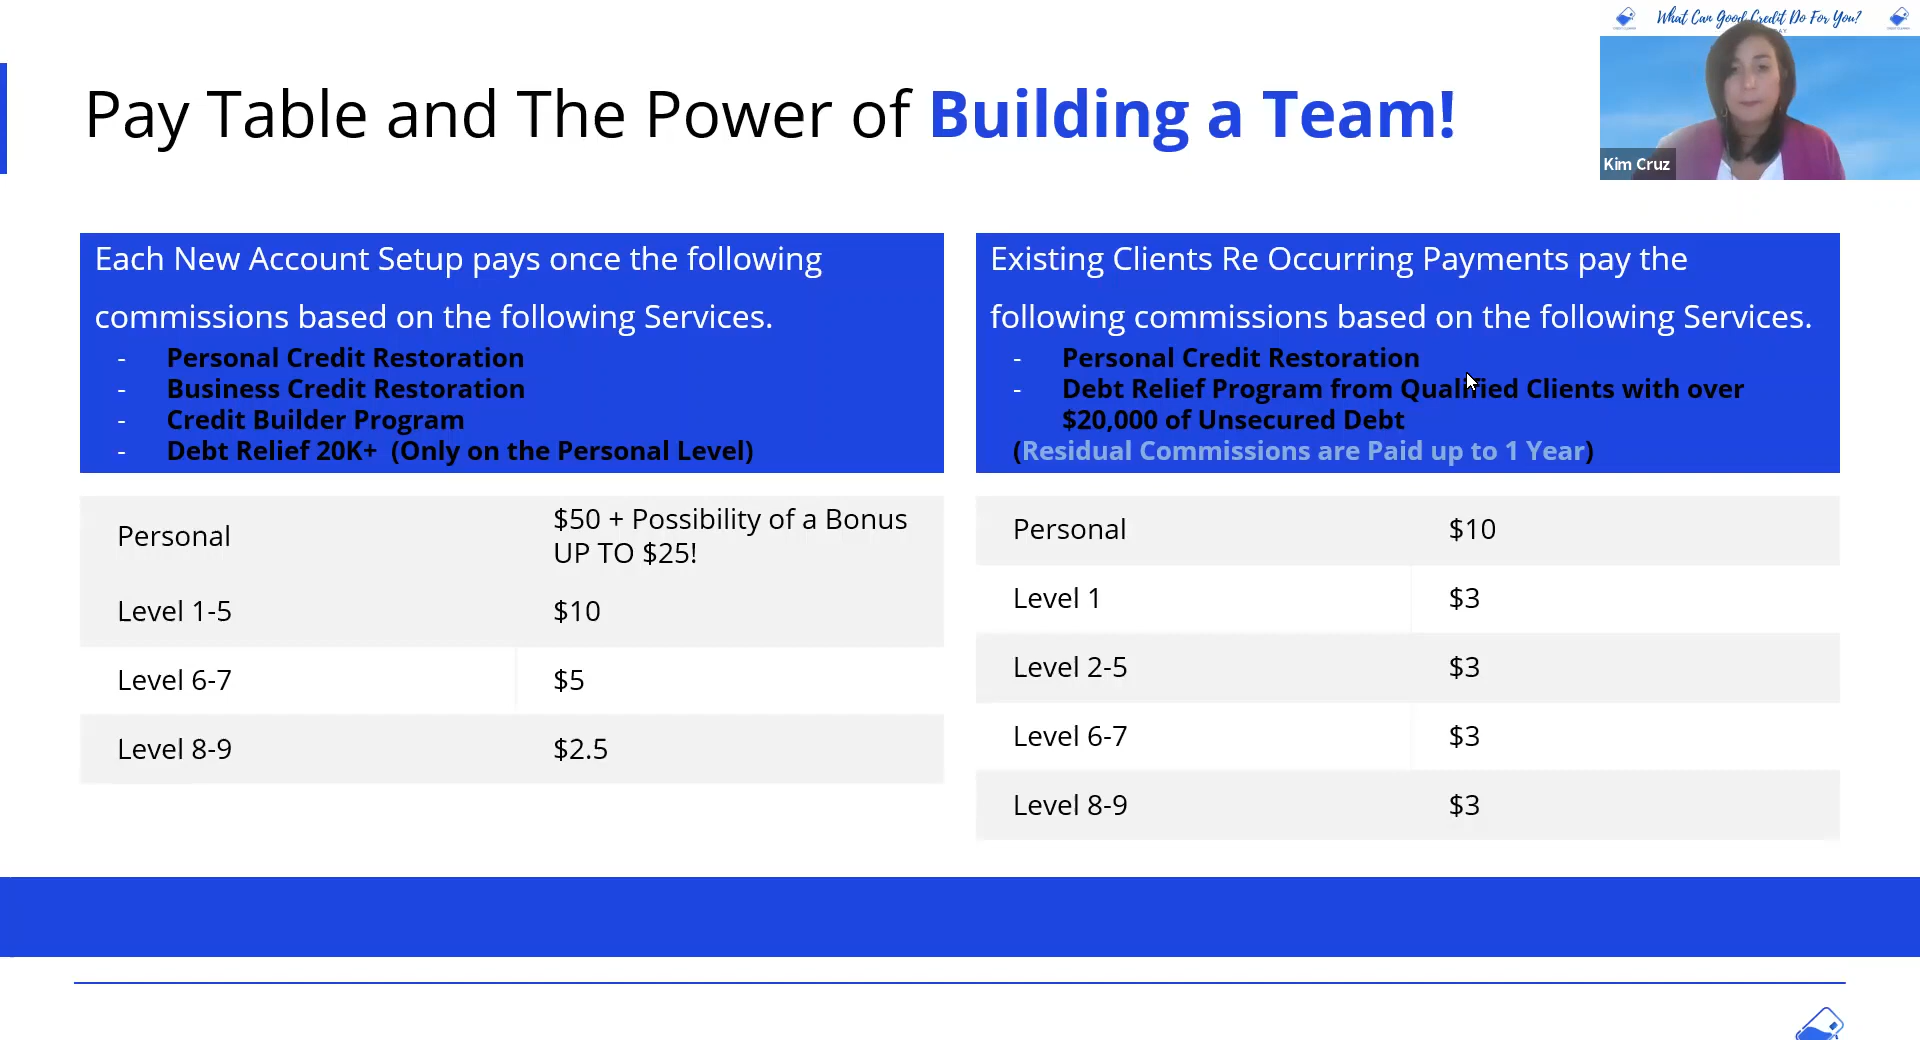 What Can Good Credit Do For You?
Pay Table and The Power of Building a Team!
Kim Cruz
Each New Account Setup pays once the following
commissions based on the following Services.
- Personal Credit Restoration
- Business Credit Restoration
- Credit Builder Program
- Debt Relief 20K+ (Only on the Personal Level)
Personal
$50 + Possibility of a Bonus
UP TO $25!
Level 1-5 $10
Level 6-7 $5
Level 8-9 $2.5
Existing Clients Re Occurring Payments pay the
following commissions based on the following Services.
- Personal Credit Restoration
- Debt Relief Program from Qualified Clients with over
$20,000 of Unsecured Debt
(Residual Commissions are Paid up to 1 Year)
Personal $10
Level 1 $3
Level 2-5 $3
Level 6-7 $3
Level 8-9 $3